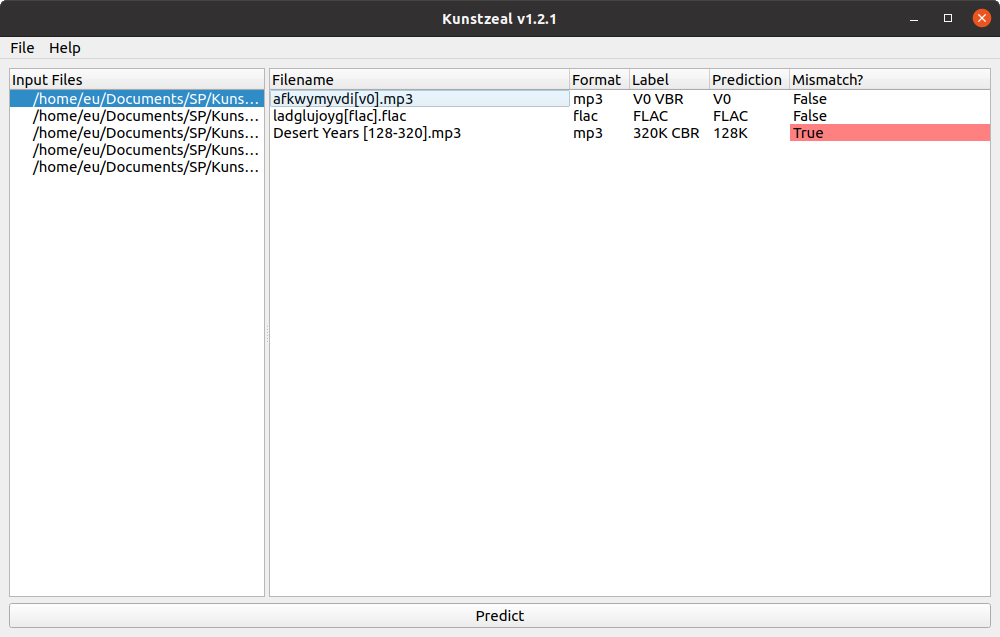 Kunstzeal v1.2.1
File Help
Input Files
/home/eu/Documents/SP/Kuns...
/home/eu/Documents/SP/Kuns...
/home/eu/Documents/SP/Kuns...
/home/eu/Documents/SP/Kuns...
/home/eu/Documents/SP/Kuns...
Filename Format Label Prediction Mismatch?
afkwymyvdi[v0].mp3 mp3 V0 VBR V0 False
ladglujoyg[flac].flac flac FLAC FLAC False
Desert Years [128-320].mp3 mp3 320K CBR 128K True
Predict